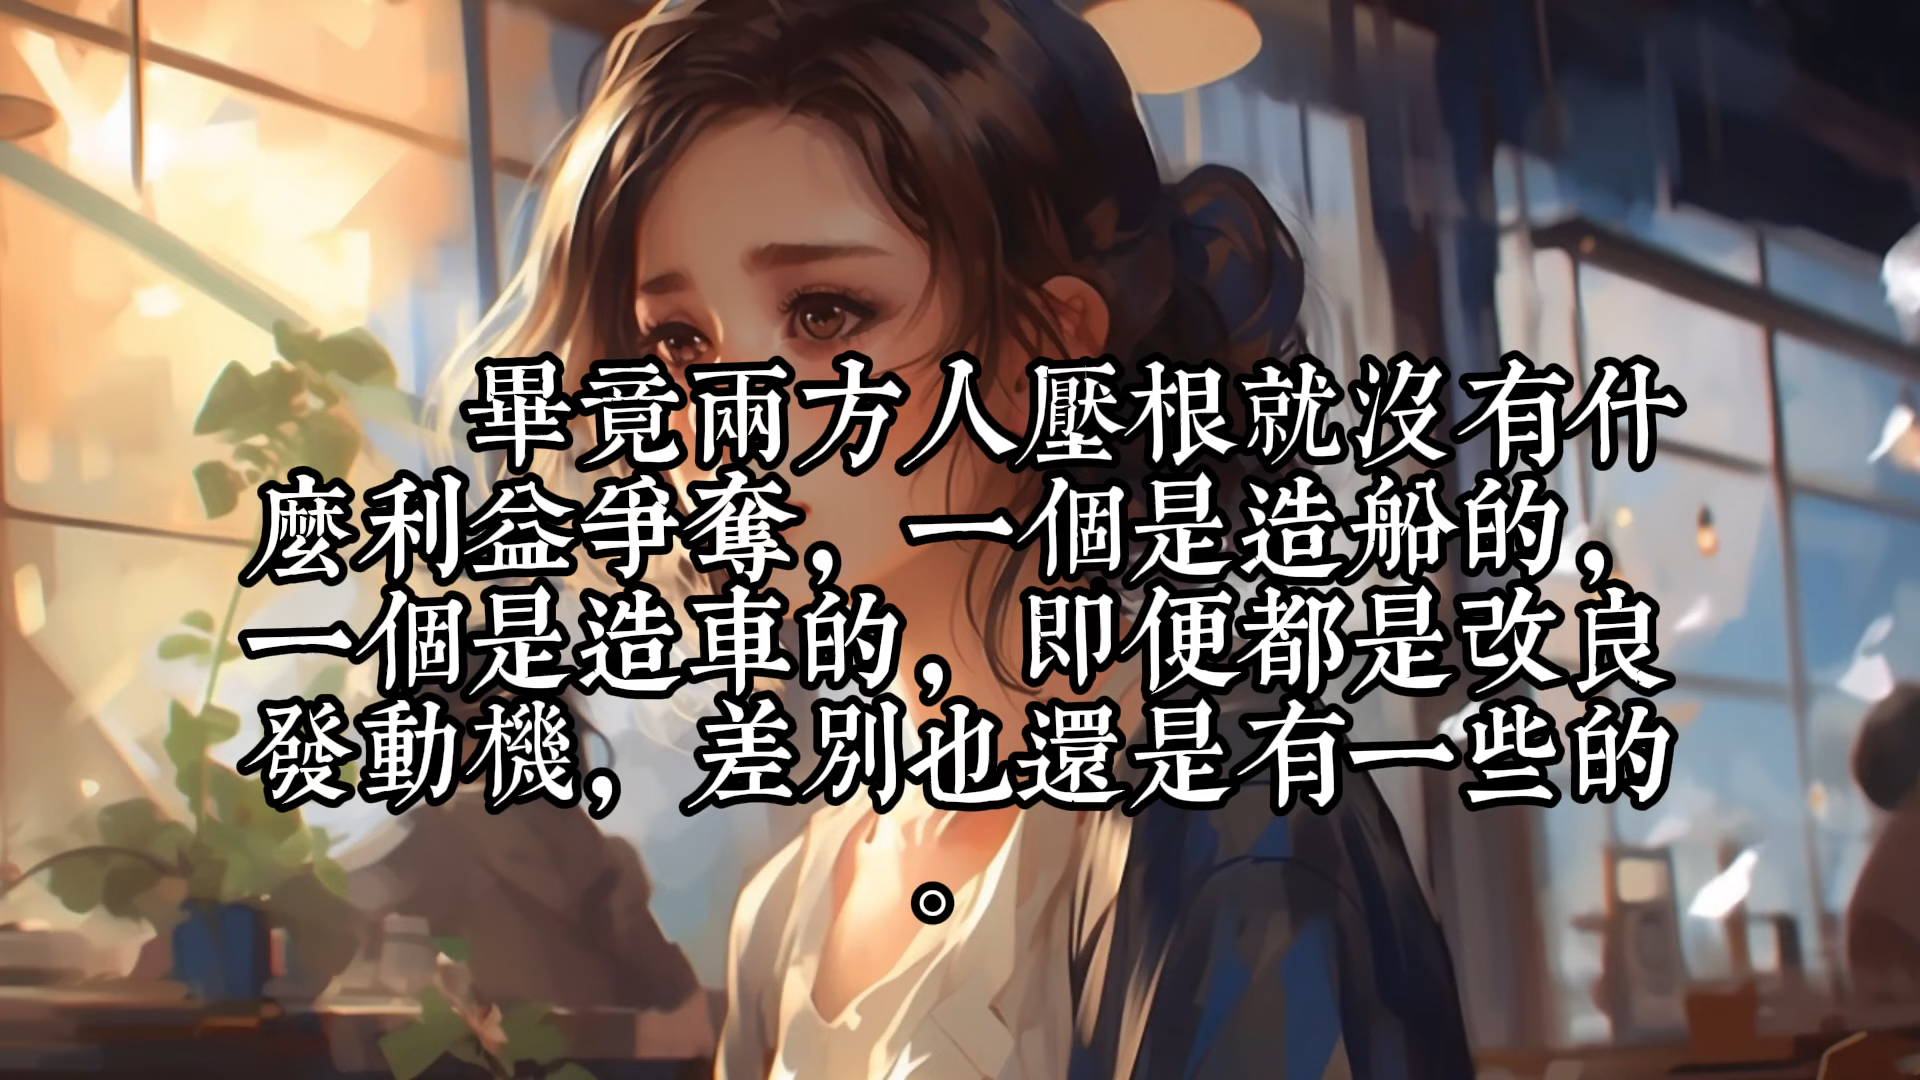 畢竟兩方人壓根就沒有什
麼利益爭奪，一個是造船的，
一個是造車的，即便都是改良
發動機，差別也還是有一些的
。